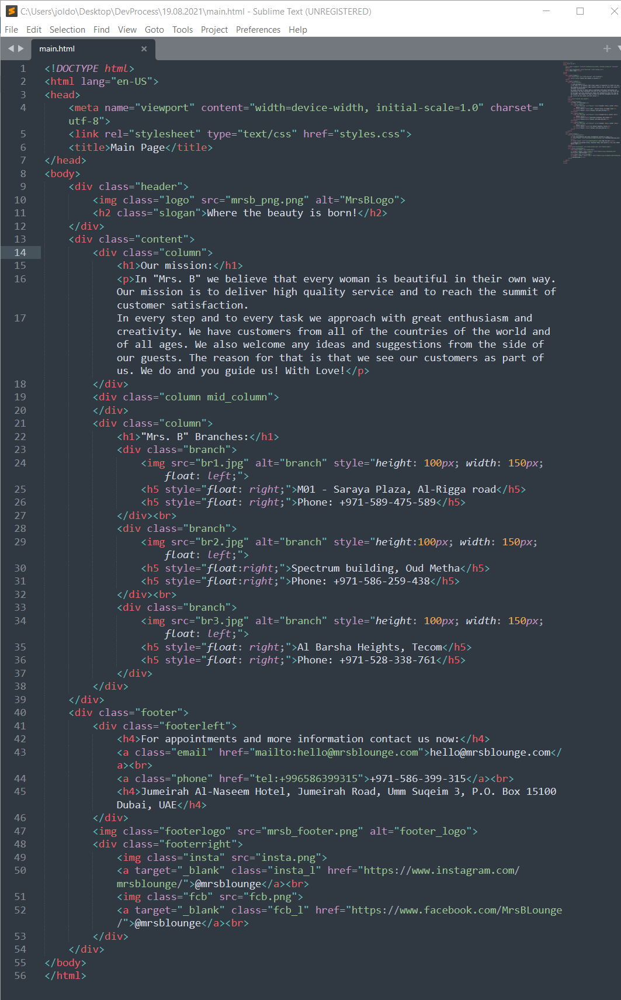 C:\Users\joldo\Desktop\DevProcess\19.08.2021\main.html - Sublime Text (UNREGISTERED)
File Edit Selection Find View Goto Tools Project Preferences Help
main.html
1 <!DOCTYPE html>
2 <html lang="en-US">
3 <head>
4 <meta name="viewport" content="width=device-width, initial-scale=1.0" charset="
utf-8">
5 <link rel="stylesheet" type="text/css" href="styles.css">
6 <title>Main Page</title>
7 </head>
8 <body>
9 <div class="header">
10 <img class="logo" src="mrsb_png.png" alt="MrsBLogo">
11 <h2 class="slogan">Where the beauty is born!</h2>
12 </div>
13 <div class="content">
14 <div class="column">
15 <h1>Our mission:</h1>
16 <p>In "Mrs. B" we believe that every woman is beautiful in their own way.
Our mission is to deliver high quality service and to reach the summit of
customer satisfaction.
17 In every step and to every task we approach with great enthusiasm and
creativity. We have customers from all of the countries of the world and
of all ages. We also welcome any ideas and suggestions from the side of
our guests. The reason for that is that we see our customers as part of
us. We do and you guide us! With Love!</p>
18 </div>
19 <div class="column mid_column">
20 </div>
21 <div class="column">
22 <h1>"Mrs. B" Branches:</h1>
23 <div class="branch">
24 <img src="br1.jpg" alt="branch" style="height: 100px; width: 150px;
float: left;">
25 <h5 style="float: right;">M01 - Saraya Plaza, Al-Rigga road</h5>
26 <h5 style="float: right;">Phone: +971-589-475-589</h5>
27 </div><br>
28 <div class="branch">
29 <img src="br2.jpg" alt="branch" style="height:100px; width: 150px;
float: left;">
30 <h5 style="float:right;">Spectrum building, Oud Metha</h5>
31 <h5 style="float:right;">Phone: +971-586-259-438</h5>
32 </div><br>
33 <div class="branch">
34 <img src="br3.jpg" alt="branch" style="height: 100px; width: 150px;
float: left;">
35 <h5 style="float: right;">Al Barsha Heights, Tecom</h5>
36 <h5 style="float: right;">Phone: +971-528-338-761</h5>
37 </div>
38 </div>
39 </div>
40 <div class="footer">
41 <div class="footerleft">
42 <h4>For appointments and more information contact us now:</h4>
43 <a class="email" href="mailto:hello@mrsblounge.com">hello@mrsblounge.com</
a><br>
44 <a class="phone" href="tel:+996586399315">+971-586-399-315</a><br>
45 <h4>Jumeirah Al-Naseem Hotel, Jumeirah Road, Umm Suqeim 3, P.O. Box 15100
Dubai, UAE</h4>
46 </div>
47 <img class="footerlogo" src="mrsb_footer.png" alt="footer_logo">
48 <div class="footerright">
49 <img class="insta" src="insta.png">
50 <a target="_blank" class="insta_l" href="https://www.instagram.com/
mrsblounge/">@mrsblounge</a><br>
51 <img class="fcb" src="fcb.png">
52 <a target="_blank" class="fcb_l" href="https://www.facebook.com/MrsBLounge
/">@mrsblounge</a><br>
53 </div>
54 </div>
55 </body>
56 </html>